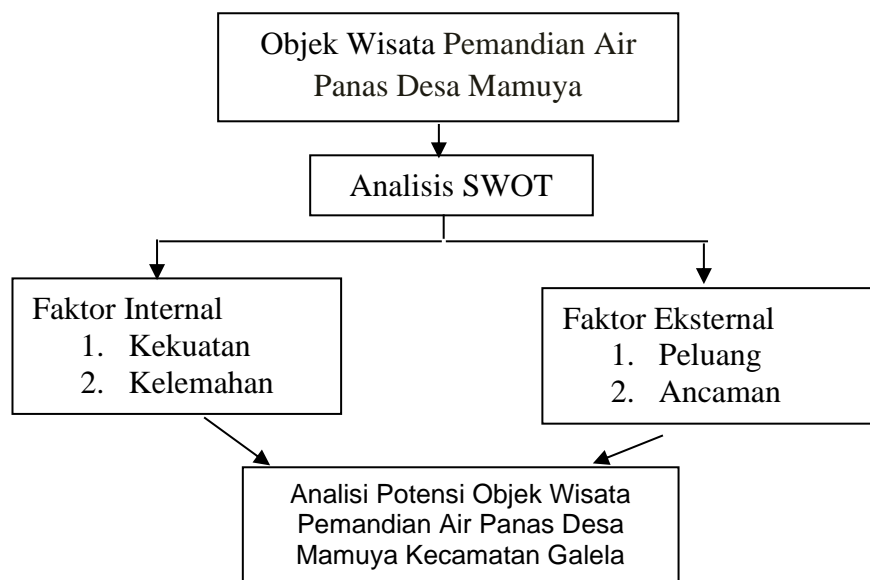 Objek Wisata Pemandian Air
Panas Desa Mamuya
Analisis SWOT
Faktor Internal
1. Kekuatan
2. Kelemahan
Faktor Eksternal
1. Peluang
2. Ancaman
Analisi Potensi Objek Wisata
Pemandian Air Panas Desa
Mamuya Kecamatan Galela